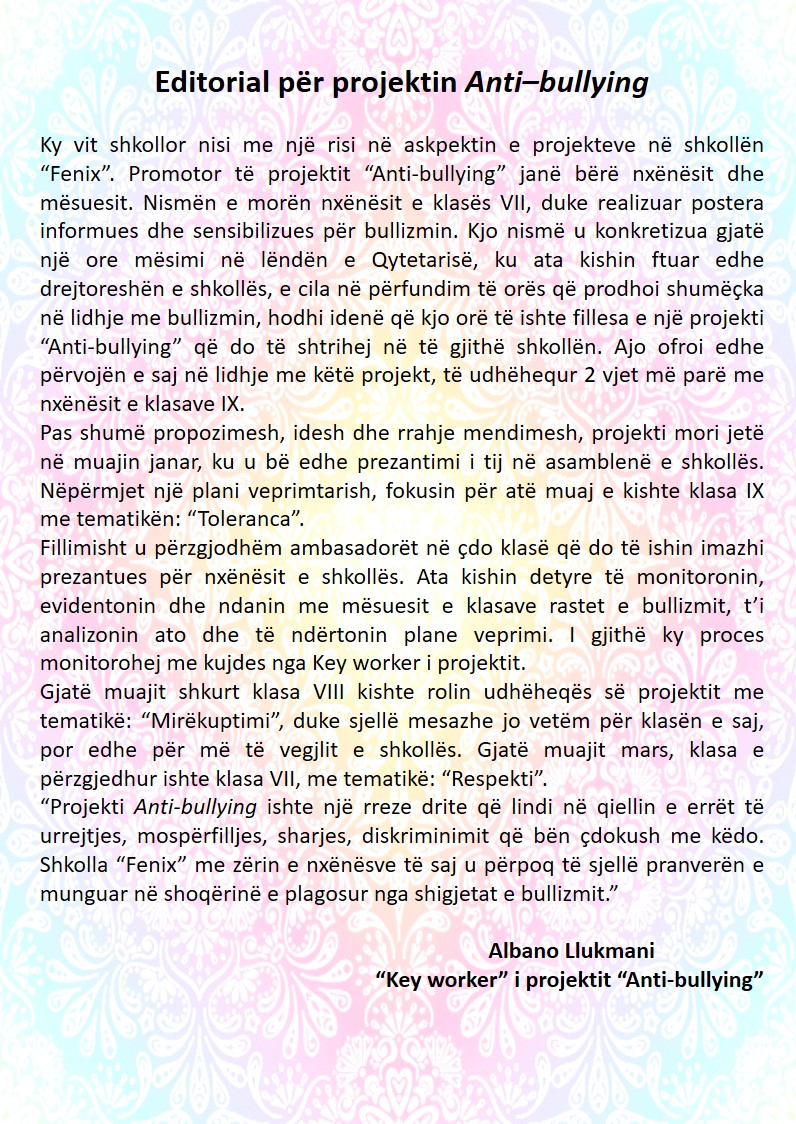 Editorial për projektin Anti–bullying
Ky vit shkollor nisi me një risi në askpektin e projekteve në shkollën
“Fenix”. Promotor të projektit “Anti-bullying” janë bërë nxënësit dhe
mësuesit. Nismën e morën nxënësit e klasës VII, duke realizuar postera
informues dhe sensibilizues për bullizmin. Kjo nismë u konkretizua gjatë
një ore mësimi në lëndën e Qytetarisë, ku ata kishin ftuar edhe
drejtoreshën e shkollës, e cila në përfundim të orës që prodhoi shumëçka
në lidhje me bullizmin, hodhi idenë që kjo orë të ishte fillesa e një projekti
“Anti-bullying” që do të shtrihej në të gjithë shkollën. Ajo ofroi edhe
përvojën e saj në lidhje me këtë projekt, të udhëhequr 2 vjet më parë me
nxënësit e klasave IX.
Pas shumë propozimesh, idesh dhe rrahje mendimesh, projekti mori jetë
në muajin janar, ku u bë edhe prezantimi i tij në asamblenë e shkollës.
Nëpërmjet një plani veprimtarish, fokusin për atë muaj e kishte klasa IX
me tematikën: “Toleranca”.
Fillimisht u përzgjodhëm ambasadorët në çdo klasë që do të ishin imazhi
prezantues për nxënësit e shkollës. Ata kishin detyre të monitoronin,
evidentonin dhe ndanin me mësuesit e klasave rastet e bullizmit, t’i
analizonin ato dhe të ndërtonin plane veprimi. I gjithë ky proces
monitorohej me kujdes nga Key worker i projektit.
Gjatë muajit shkurt klasa VIII kishte rolin udhëheqës së projektit me
tematikë: “Mirëkuptimi”, duke sjellë mesazhe jo vetëm për klasën e saj,
por edhe për më të vegjlit e shkollës. Gjatë muajit mars, klasa e
përzgjedhur ishte klasa VII, me tematikë: “Respekti”.
“Projekti Anti-bullying ishte një rreze drite që lindi në qiellin e errët të
urrejtjes, mospërfilljes, sharjes, diskriminimit që bën çdokush me këdo.
Shkolla “Fenix” me zërin e nxënësve të saj u përpoq të sjellë pranverën e
munguar në shoqërinë e plagosur nga shigjetat e bullizmit.”
Albano Llukmani
“Key worker” i projektit “Anti-bullying”